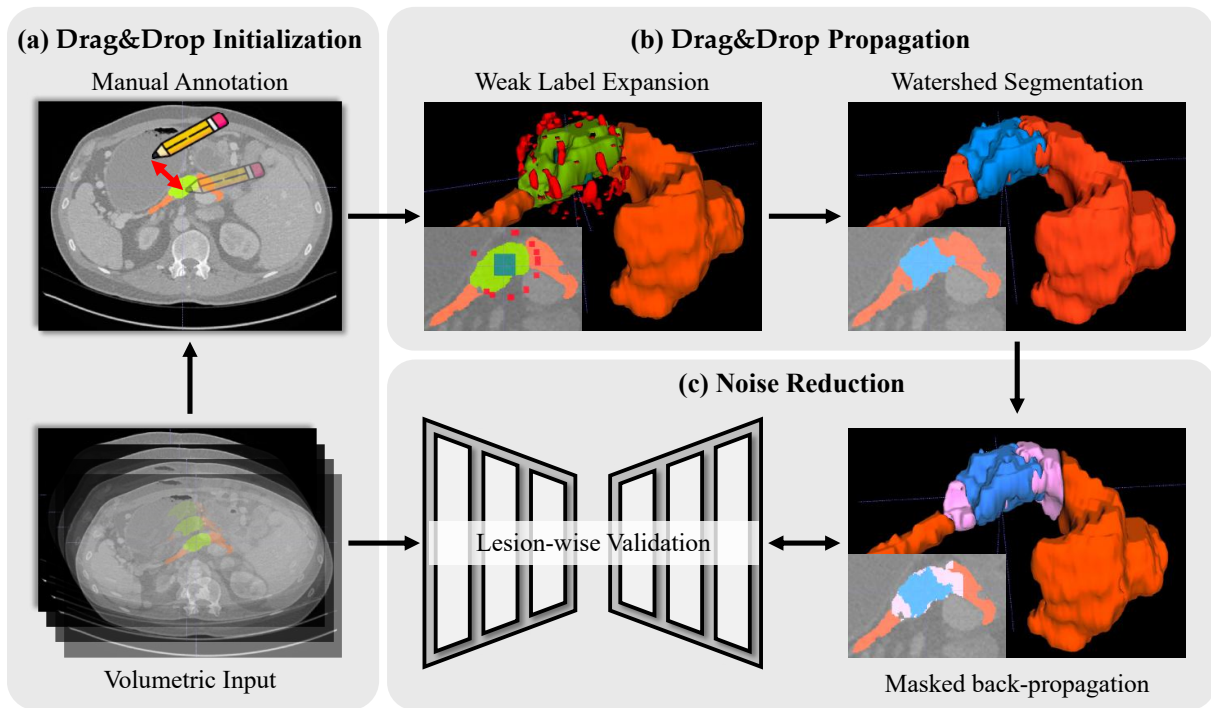 (a) Drag&Drop Initialization
Manual Annotation
Volumetric Input
(b) Drag&Drop Propagation
Weak Label Expansion
Watershed Segmentation
(c) Noise Reduction
Lesion-wise Validation
Masked back-propagation